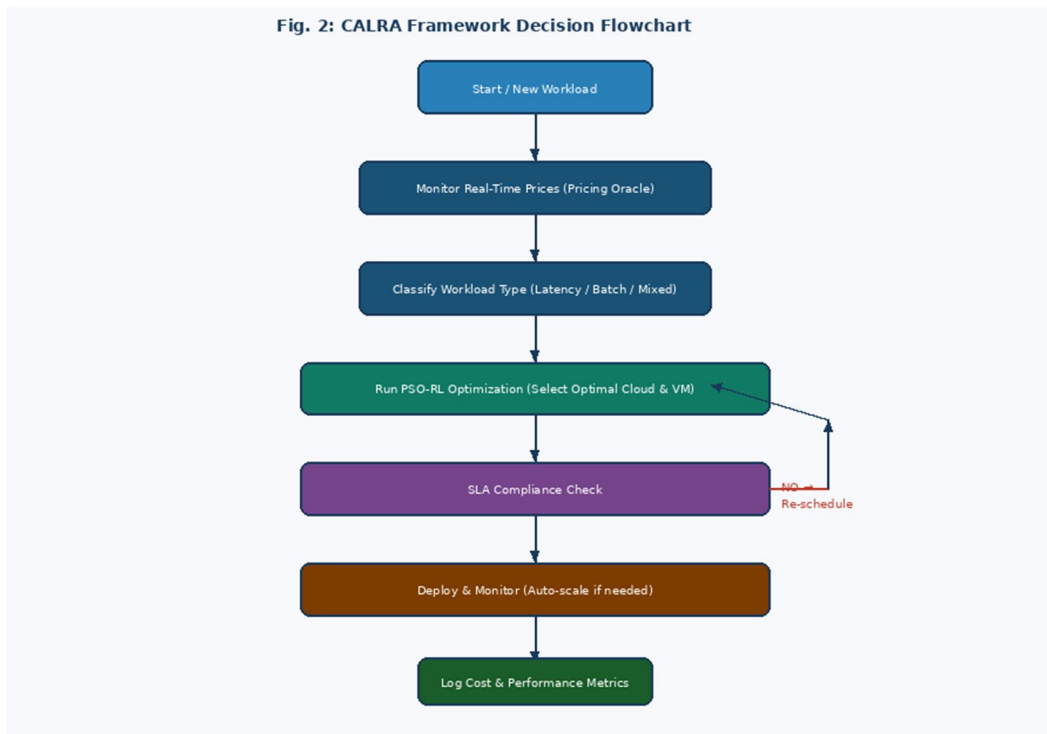 Fig. 2: CALRA Framework Decision Flowchart
Start / New Workload
Monitor Real-Time Prices (Pricing Oracle)
Classify Workload Type (Latency / Batch / Mixed)
Run PSO-RL Optimization (Select Optimal Cloud & VM)
SLA Compliance Check
NO →
Re-schedule
Deploy & Monitor (Auto-scale if needed)
Log Cost & Performance Metrics